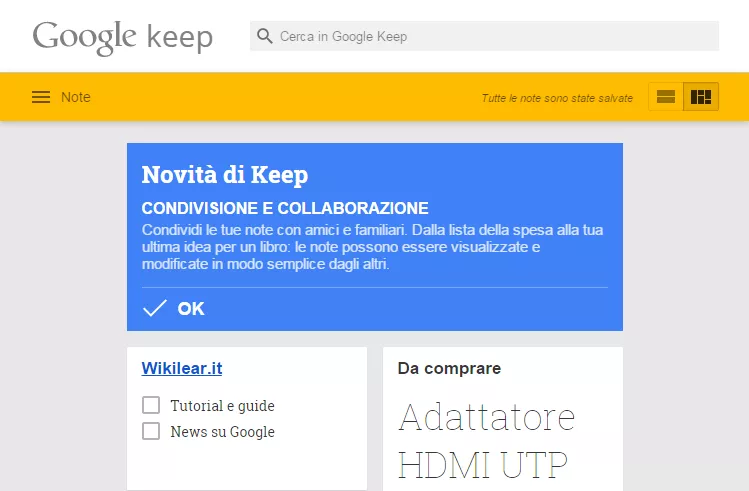 Google keep
Cerca in Google Keep
Note
Tutte le note sono state salvate
Novità di Keep
CONDIVISIONE E COLLABORAZIONE
Condividi le tue note con amici e familiari. Dalla lista della spesa alla tua
ultima idea per un libro: le note possono essere visualizzate e
modificate in modo semplice dagli altri.
OK
Wikilear.it
Tutorial e guide
News su Google
Da comprare
Adattatore
HDMI UTP